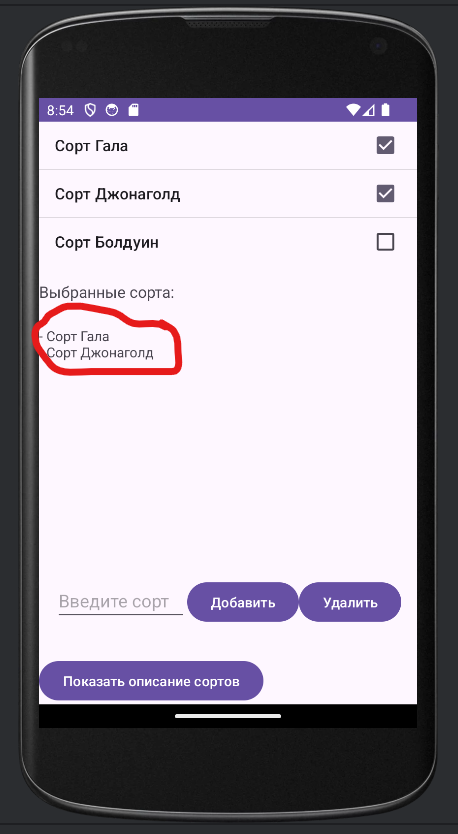 8:54
Сорт Гала
Сорт Джонаголд
Сорт Болдуин
Выбранные сорта:
- Сорт Гала
- Сорт Джонаголд
Введите сорт
Добавить
Удалить
Показать описание сортов